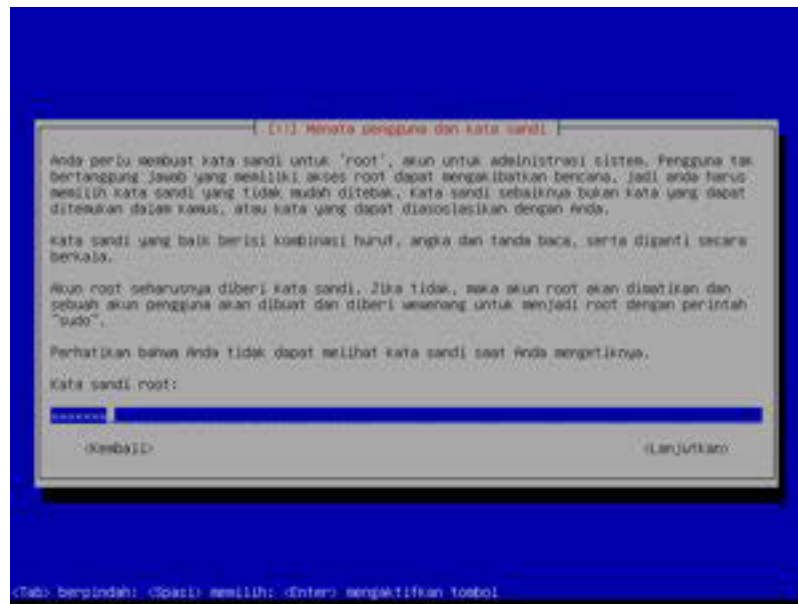 [!!] Menata pengguna dan kata sandi
Anda perlu membuat kata sandi untuk 'root', akun untuk administrasi sistem. Pengguna tak
bertanggung jawab yang memiliki akses root dapat mengakibatkan bencana, jadi anda harus
memilih kata sandi yang tidak mudah ditebak. Kata sandi sebaiknya bukan kata yang dapat
ditemukan dalam kamus, atau kata yang dapat diasosiasikan dengan Anda.
Kata sandi yang baik berisi kombinasi huruf, angka dan tanda baca, serta diganti secara
berkala.
Akun root seharusnya diberi kata sandi. Jika tidak, maka akun root akan dimatikan dan
sebuah akun pengguna akan dibuat dan diberi wewenang untuk menjadi root dengan perintah
"sudo".
Perhatikan bahwa Anda tidak dapat melihat kata sandi saat Anda mengetiknya.
Kata sandi root:
<Kembali> <Lanjutkan>
<Tab> berpindah; <Spasi> memilih; <Enter> mengaktifkan tombol